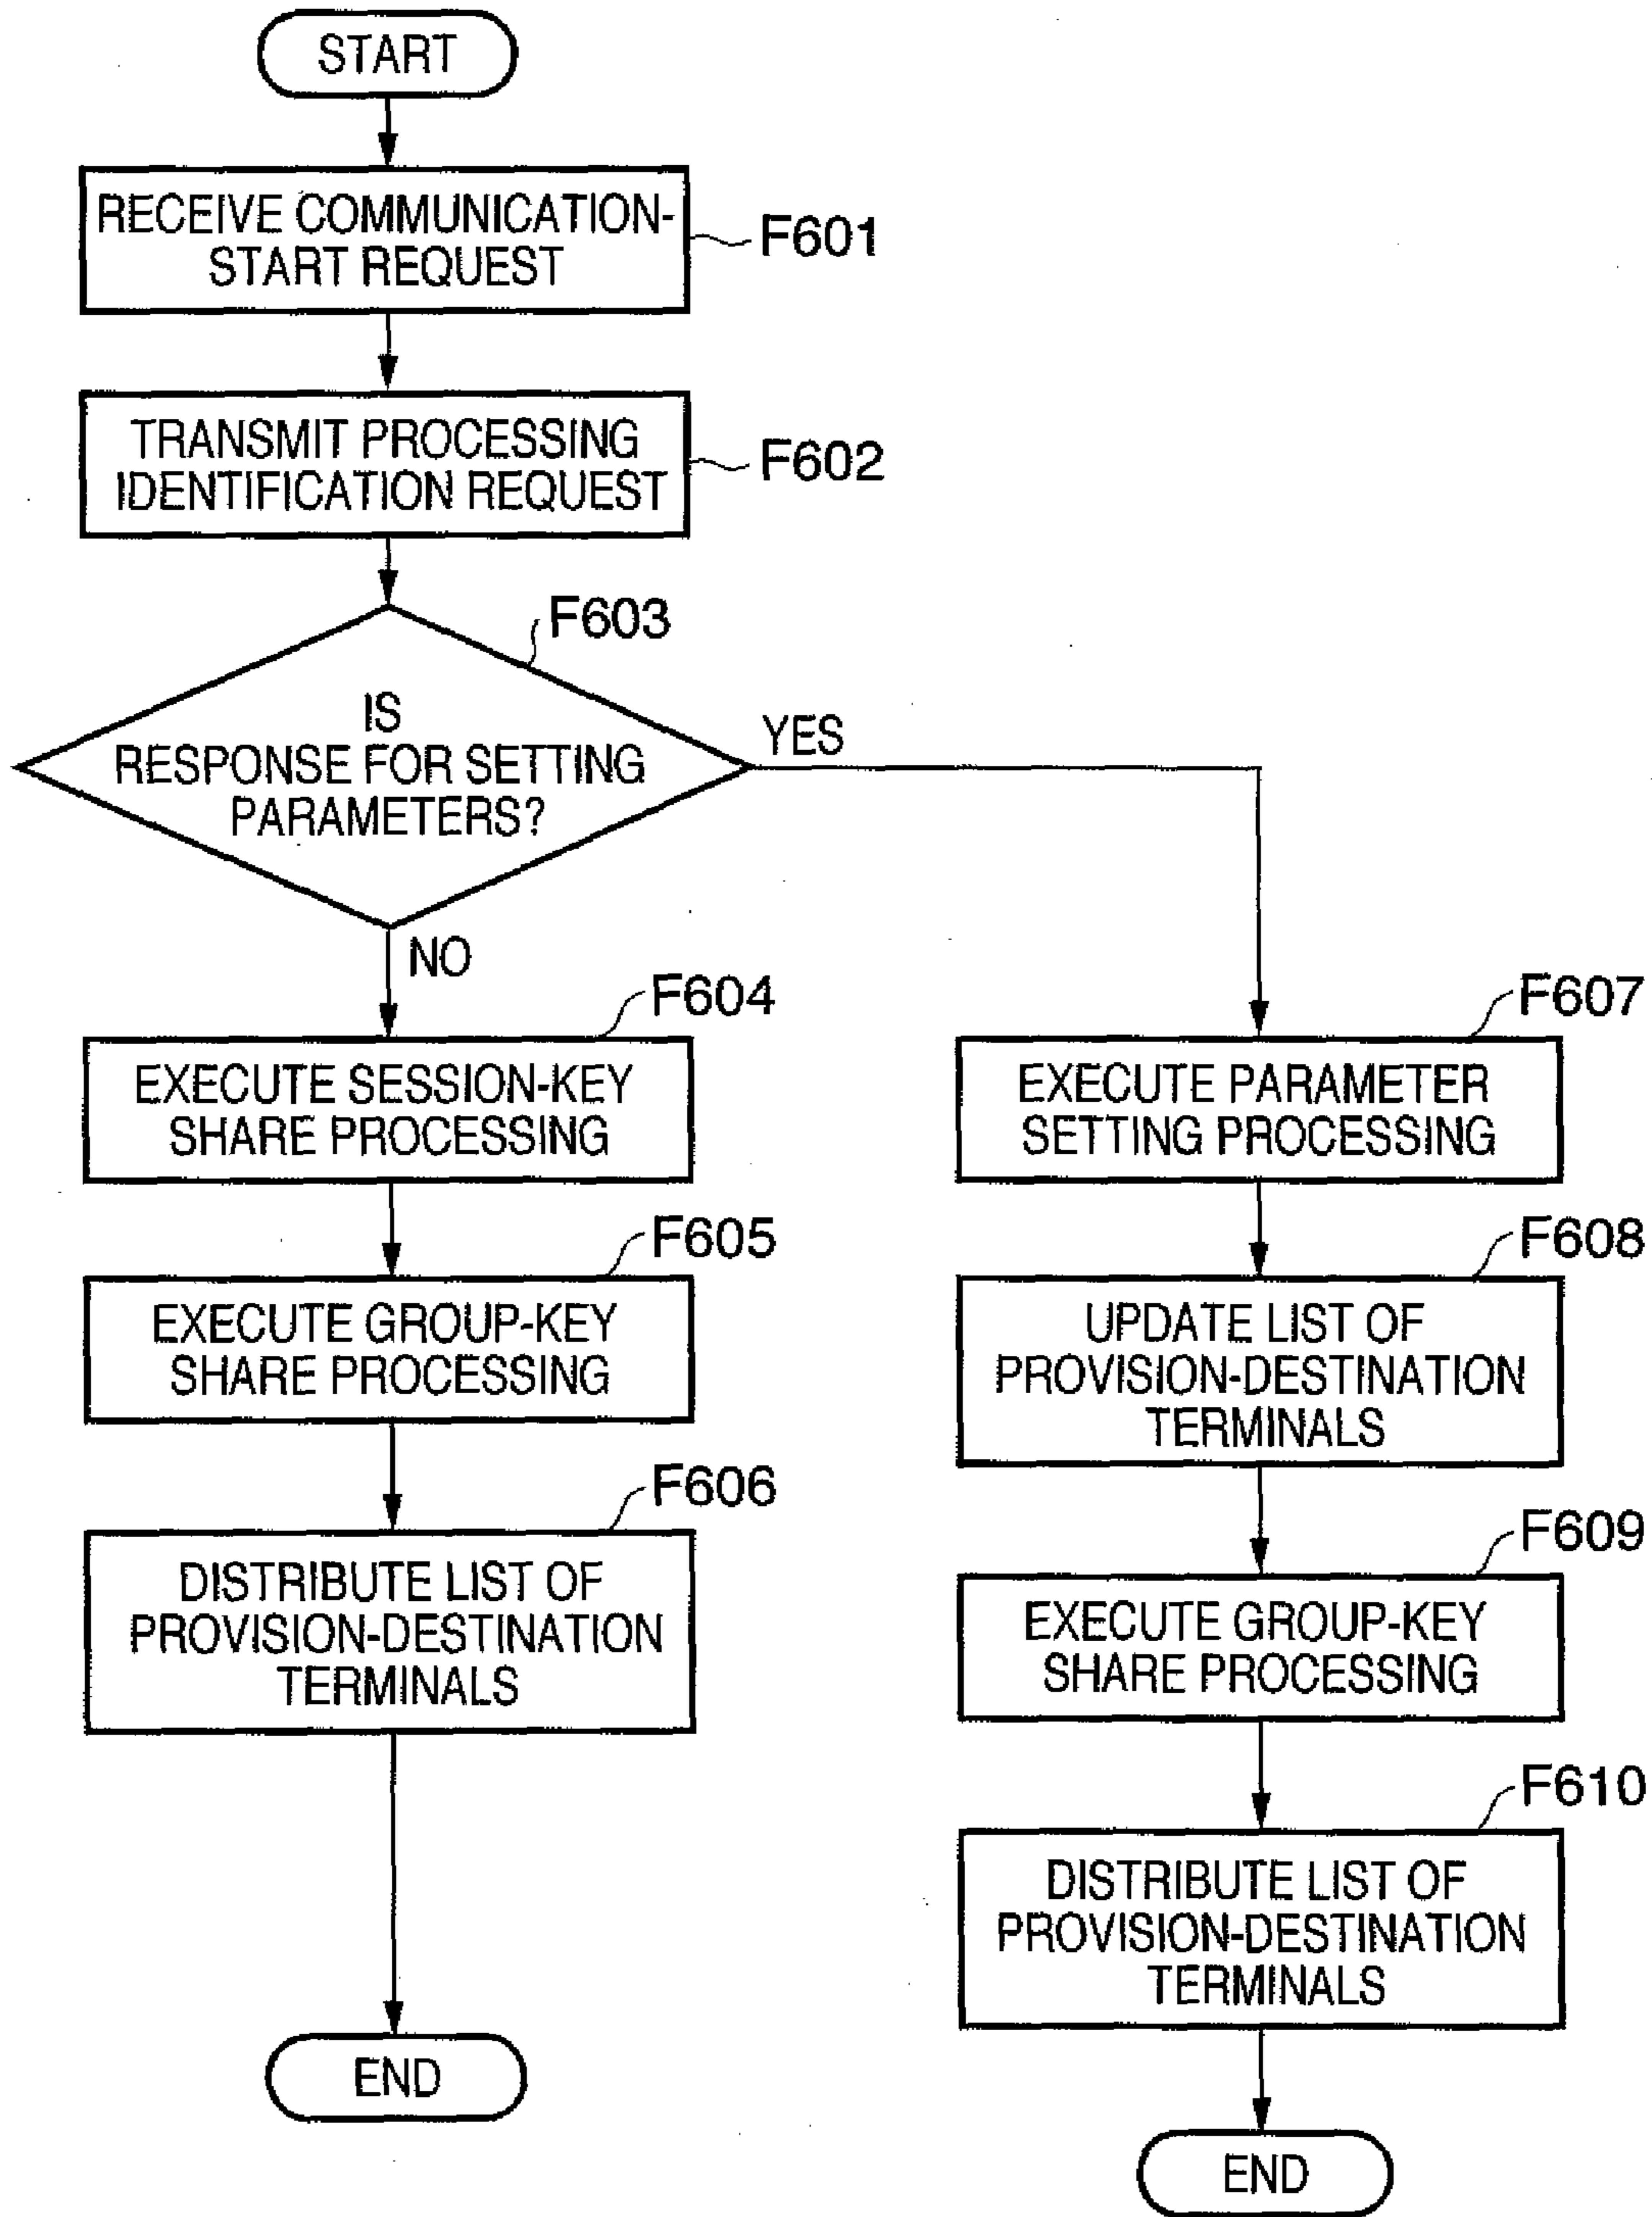 START
RECEIVE COMMUNICATION-
START REQUEST
F601
TRANSMIT PROCESSING
IDENTIFICATION REQUEST
F602
F603
IS
RESPONSE FOR SETTING
PARAMETERS?
YES
NO
F604
EXECUTE SESSION-KEY
SHARE PROCESSING
F605
EXECUTE GROUP-KEY
SHARE PROCESSING
F606
DISTRIBUTE LIST OF
PROVISION-DESTINATION
TERMINALS
END
F607
EXECUTE PARAMETER
SETTING PROCESSING
F608
UPDATE LIST OF
PROVISION-DESTINATION
TERMINALS
F609
EXECUTE GROUP-KEY
SHARE PROCESSING
F610
DISTRIBUTE LIST OF
PROVISION-DESTINATION
TERMINALS
END